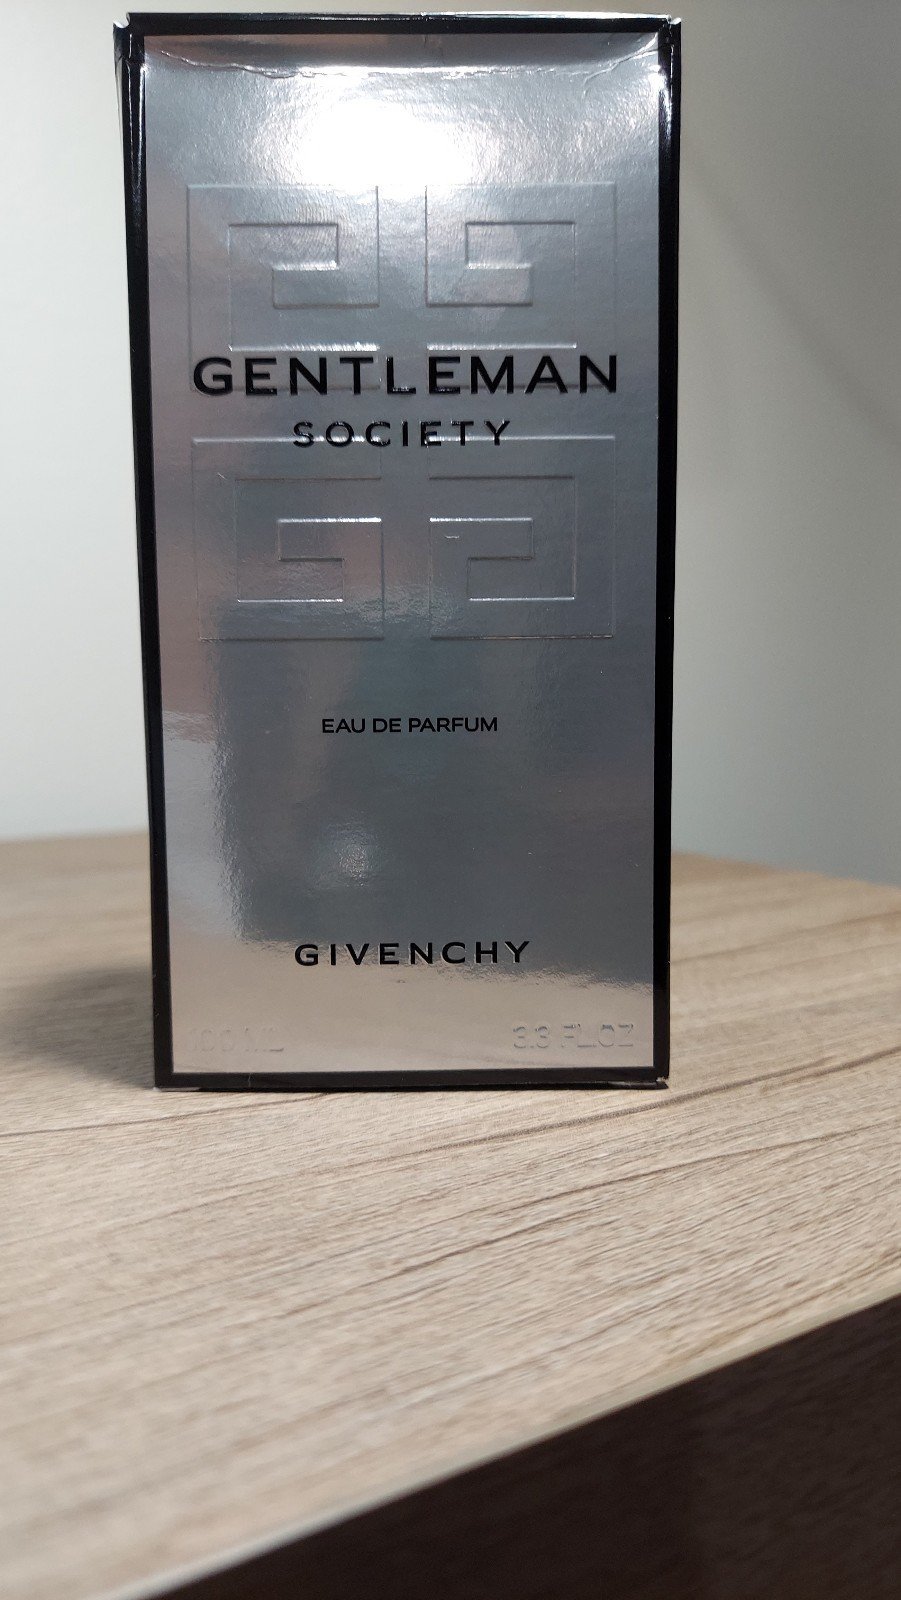 GENTLEMAN
SOCIETY
EAU DE PARFUM
GIVENCHY
100 ML 3.3 FL.OZ